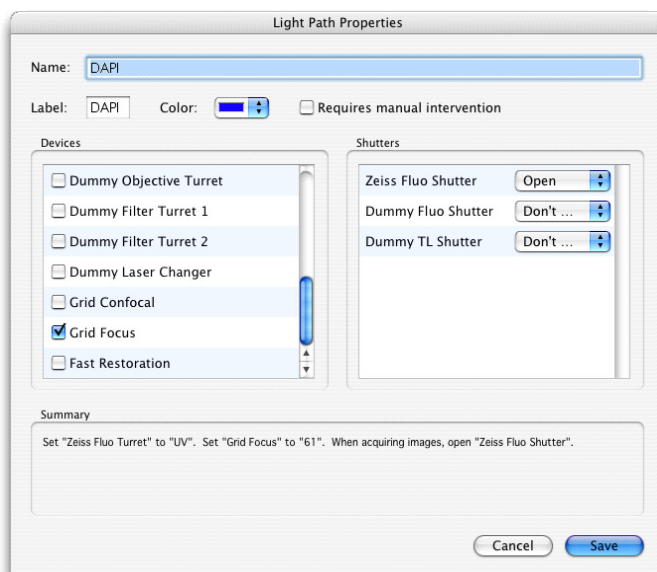 Light Path Properties
Name: DAPI
Label: DAPI Color: Requires manual intervention
Devices
Dummy Objective Turret
Dummy Filter Turret 1
Dummy Filter Turret 2
Dummy Laser Changer
Grid Confocal
Grid Focus
Fast Restoration
Shutters
Zeiss Fluo Shutter Open
Dummy Fluo Shutter Don't ...
Dummy TL Shutter Don't ...
Summary
Set "Zeiss Fluo Turret" to "UV". Set "Grid Focus" to "61". When acquiring images, open "Zeiss Fluo Shutter".
Cancel Save